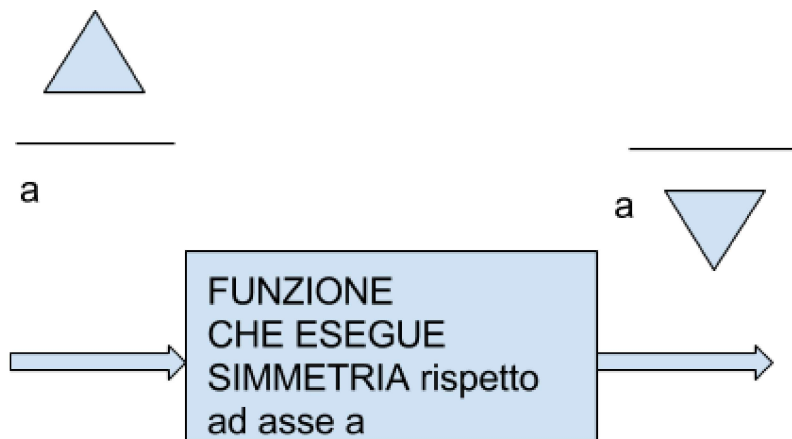 a
a
FUNZIONE
CHE ESEGUE
SIMMETRIA rispetto
ad asse a